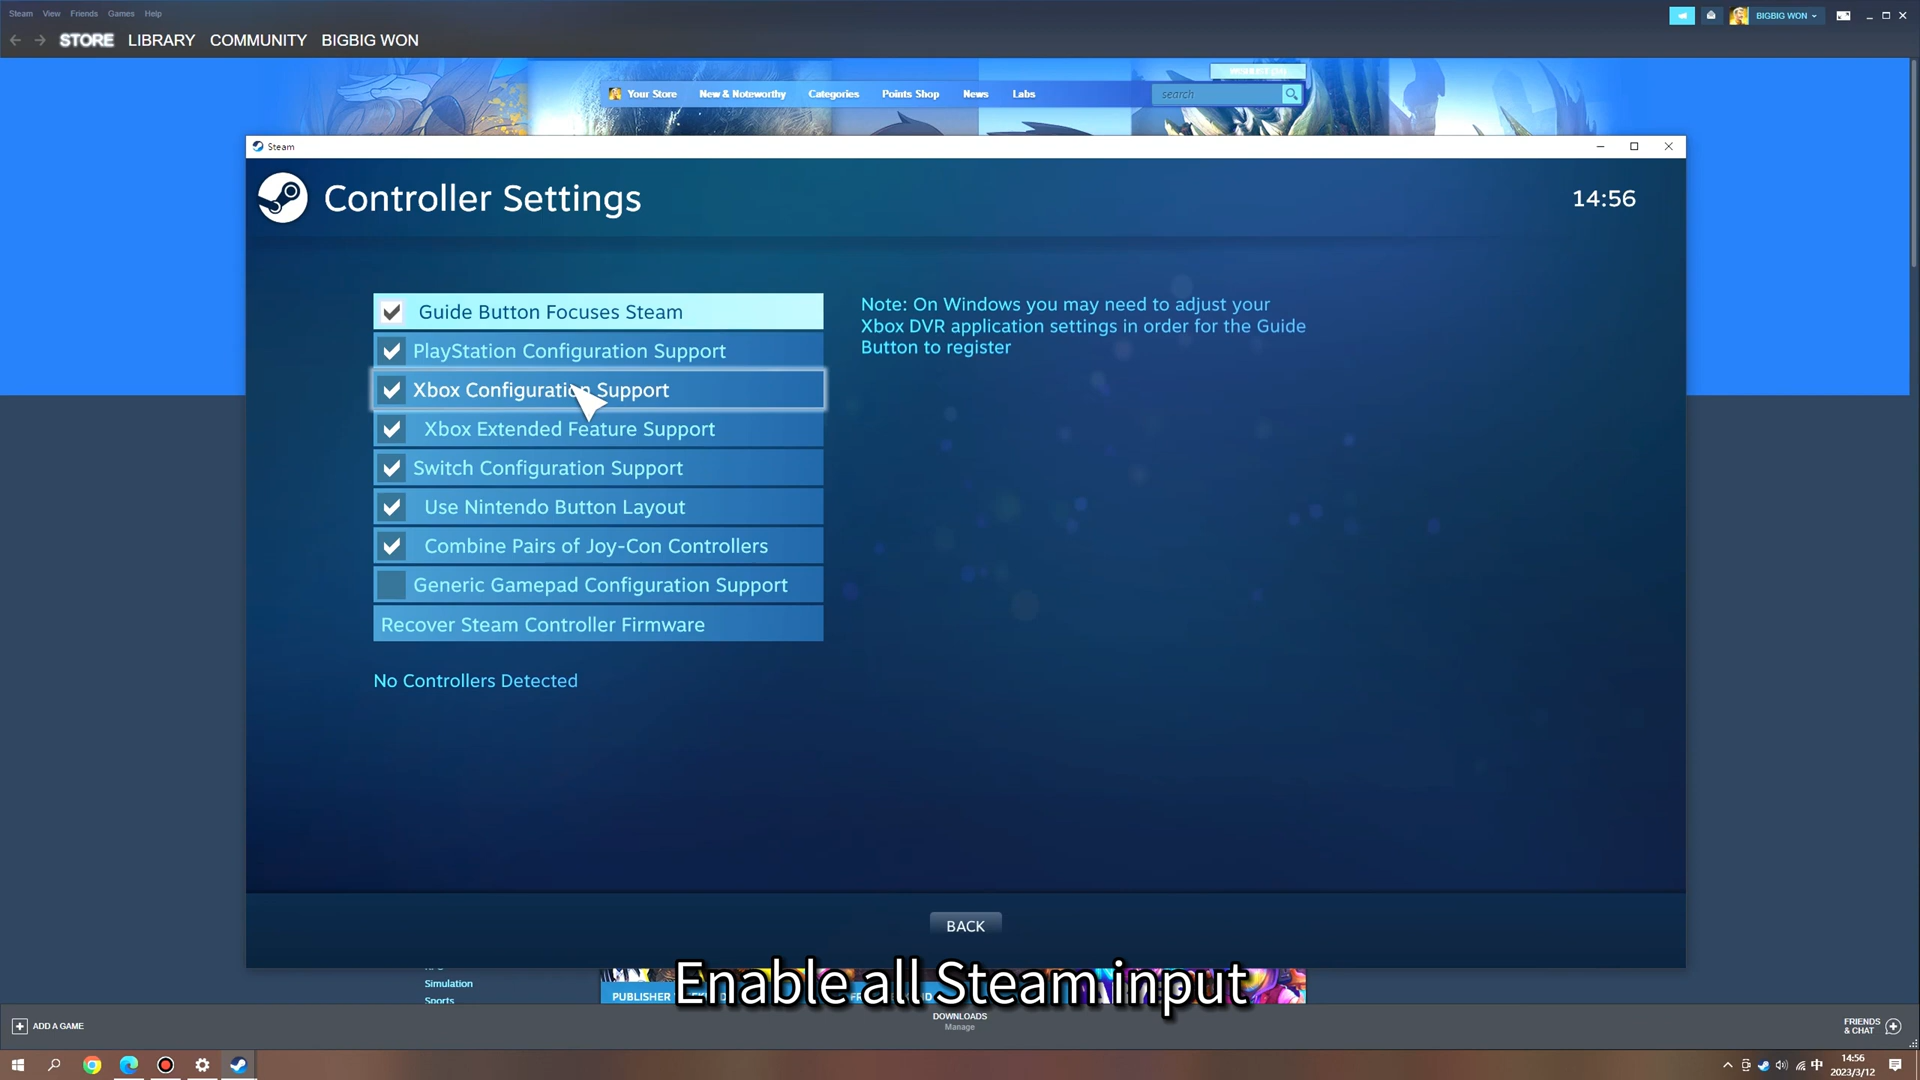 Steam View Friends Games Help
BIGBIG WON
STORE LIBRARY COMMUNITY BIGBIG WON
Your Store New & Noteworthy Categories Points Shop News Labs
search
Steam
Controller Settings
14:56
Guide Button Focuses Steam
PlayStation Configuration Support
Xbox Configuration Support
Xbox Extended Feature Support
Switch Configuration Support
Use Nintendo Button Layout
Combine Pairs of Joy-Con Controllers
Generic Gamepad Configuration Support
Recover Steam Controller Firmware
No Controllers Detected
Note: On Windows you may need to adjust your
Xbox DVR application settings in order for the Guide
Button to register
BACK
Simulation
Sports
PUBLISHER
Enable all Steam input
ADD A GAME
DOWNLOADS
Manage
FRIENDS
& CHAT
中
14:56
2023/3/12